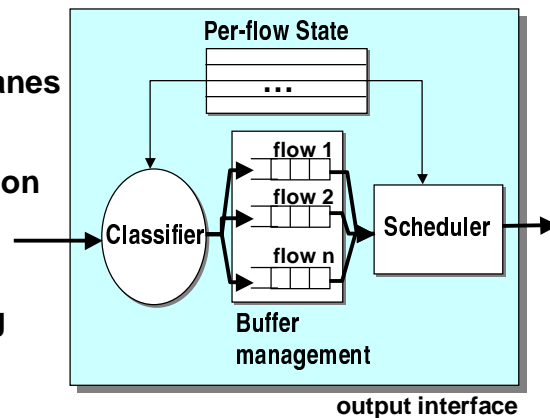 Per-flow State
...
flow 1
flow 2
flow n
Classifier
Scheduler
Buffer
management
output interface